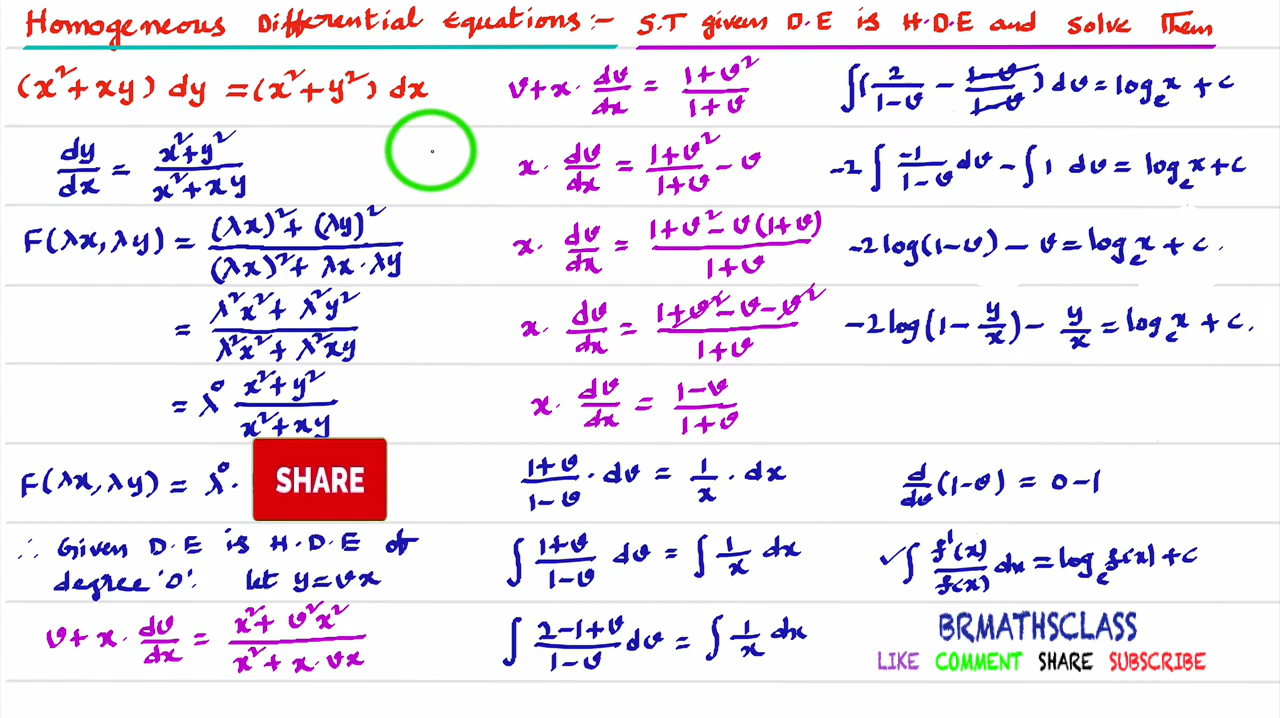 Homogeneous Differential Equations :- S.T given D.E is H.D.E and solve them
(x²+xy) dy = (x²+y²) dx
dy/dx = (x²+y²)/(x²+xy)
F(λx, λy) = ((λx)²+(λy)²)/((λx)²+λx·λy)
= (λ²x²+λ²y²)/(λ²x²+λ²xy)
= λ⁰ (x²+y²)/(x²+xy)
F(λx, λy) = λ⁰·
SHARE
∴ Given D.E is H.D.E of
degree '0'. let y=vx
v+x·dv/dx = (x²+v²x²)/(x²+x·vx)
v+x·dv/dx = (1+v²)/(1+v)
x·dv/dx = (1+v²)/(1+v) - v
x·dv/dx = (1+v²-v(1+v))/(1+v)
x·dv/dx = (1+v²-v-v²)/(1+v)
x·dv/dx = (1-v)/(1+v)
(1+v)/(1-v)·dv = 1/x·dx
∫(1+v)/(1-v) dv = ∫1/x dx
∫(2-1+v)/(1-v) dv = ∫1/x dx
∫(2/(1-v) - (1-v)/(1-v)) dv = logₑx + c
-2∫-1/(1-v) dv - ∫1 dv = logₑx+c
-2log(1-v) - v = logₑx + c.
-2log(1-y/x) - y/x = logₑx + c.
d/dv(1-v) = 0-1
✓∫f'(x)/f(x) dx = logₑf(x)+c
BRMATHSCLASS
LIKE COMMENT SHARE SUBSCRIBE